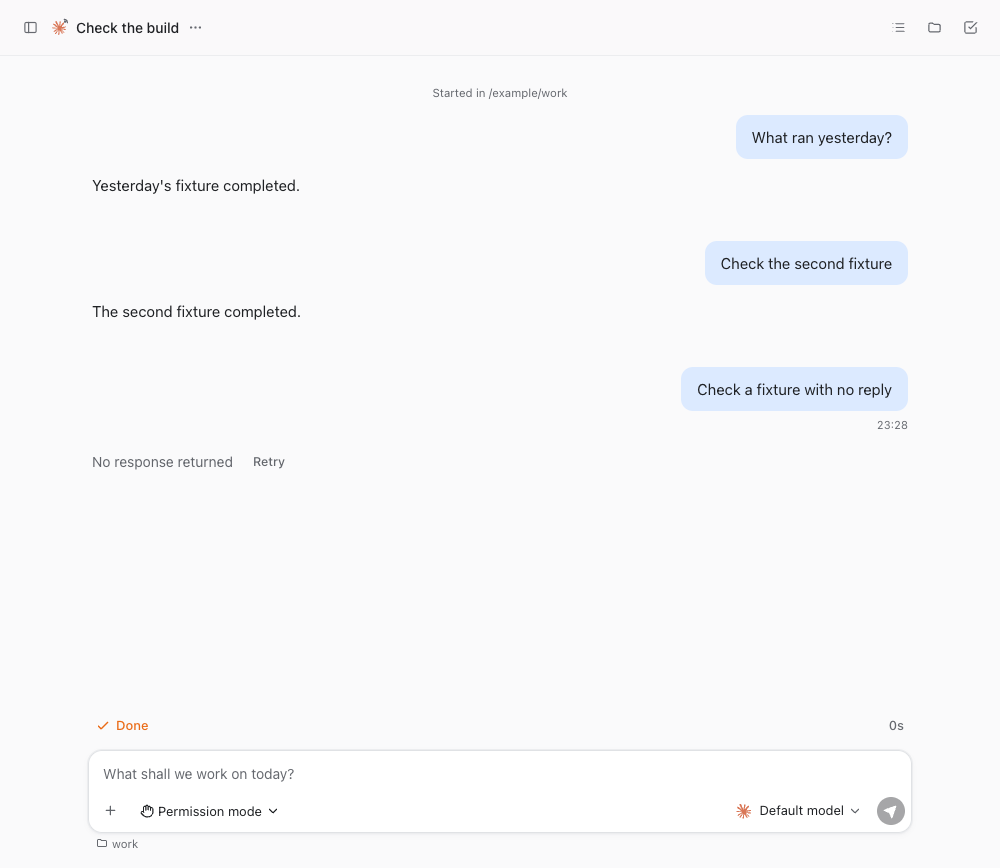 Check the build
Started in /example/work
What ran yesterday?
Yesterday's fixture completed.
Check the second fixture
The second fixture completed.
Check a fixture with no reply
23:28
No response returned Retry
Done 0s
What shall we work on today?
Permission mode Default model
work